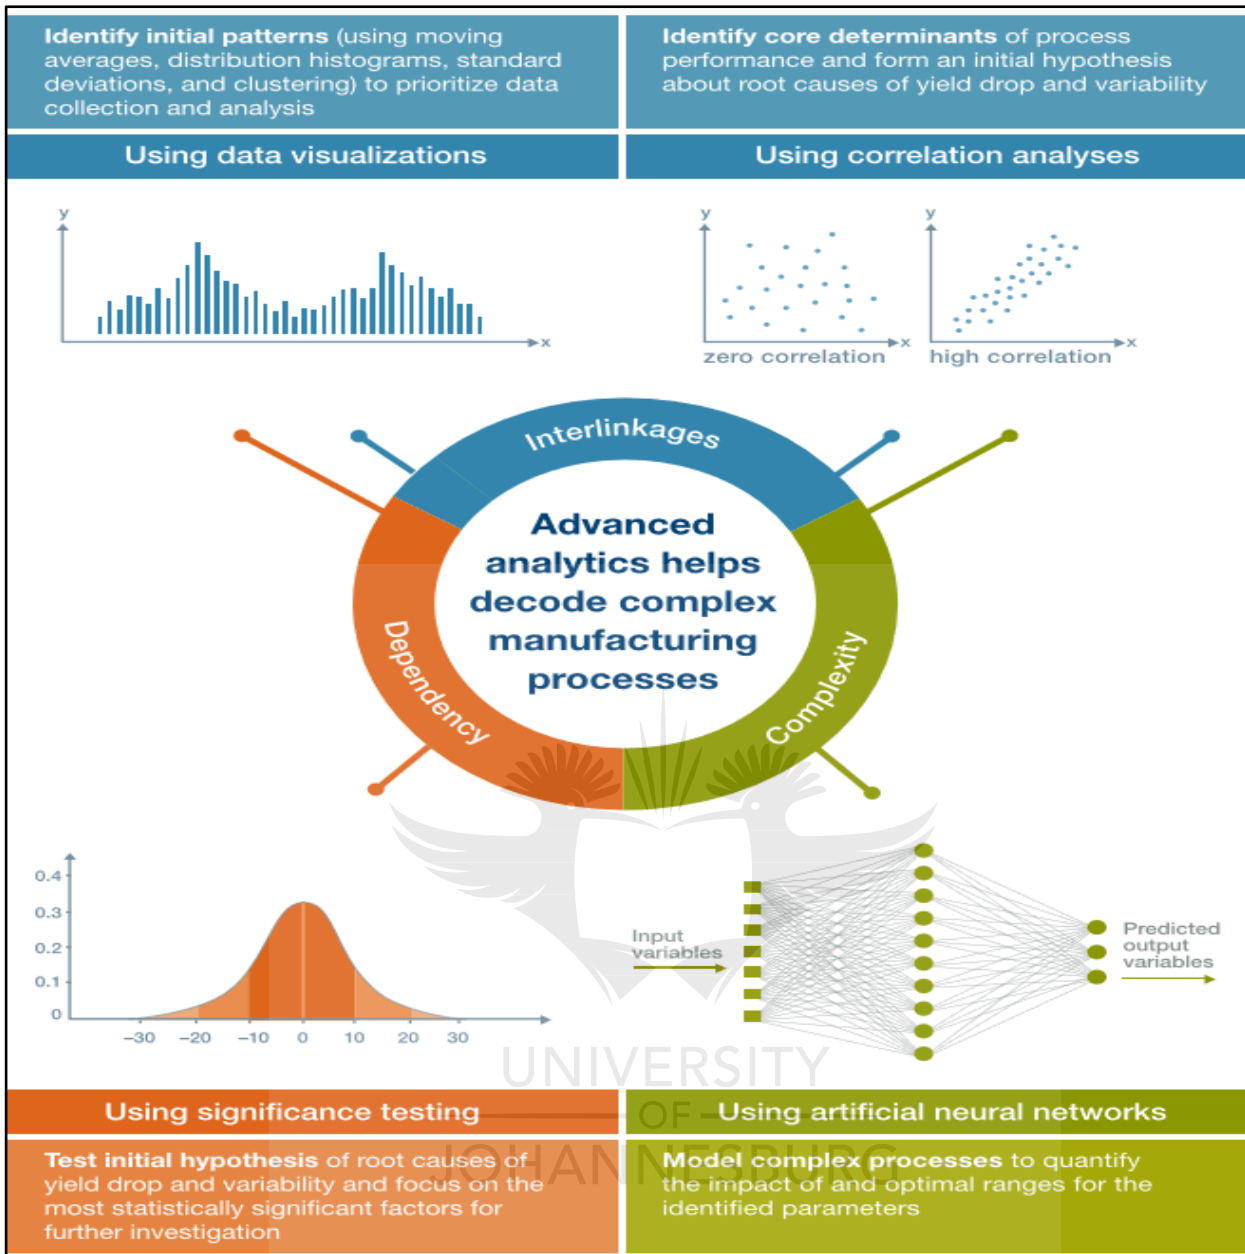 Identify initial patterns (using moving
averages, distribution histograms, standard
deviations, and clustering) to prioritize data
collection and analysis
Identify core determinants of process
performance and form an initial hypothesis
about root causes of yield drop and variability
Using data visualizations
Using correlation analyses
y
x
y
x
zero correlation
y
x
high correlation
Interlinkages
Dependency
Complexity
Advanced
analytics helps
decode complex
manufacturing
processes
0.4
0.3
0.2
0.1
0
−30 −20 −10 0 10 20 30
Input
variables
Predicted
output
variables
UNIVERSITY
OF
JOHANNESBURG
Using significance testing
Using artificial neural networks
Test initial hypothesis of root causes of
yield drop and variability and focus on the
most statistically significant factors for
further investigation
Model complex processes to quantify
the impact of and optimal ranges for the
identified parameters